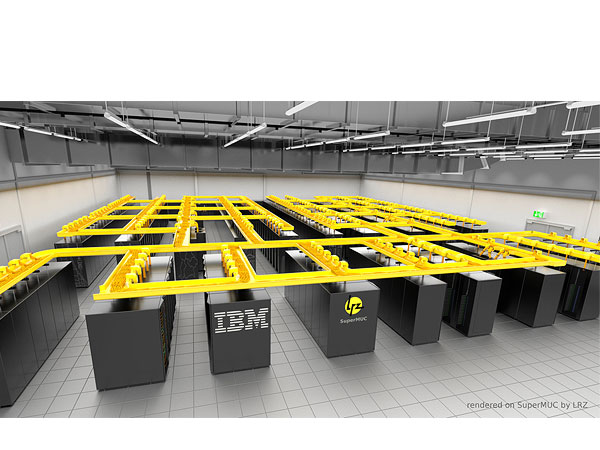 IBM
LRZ
SuperMUC
rendered on SuperMUC by LRZ